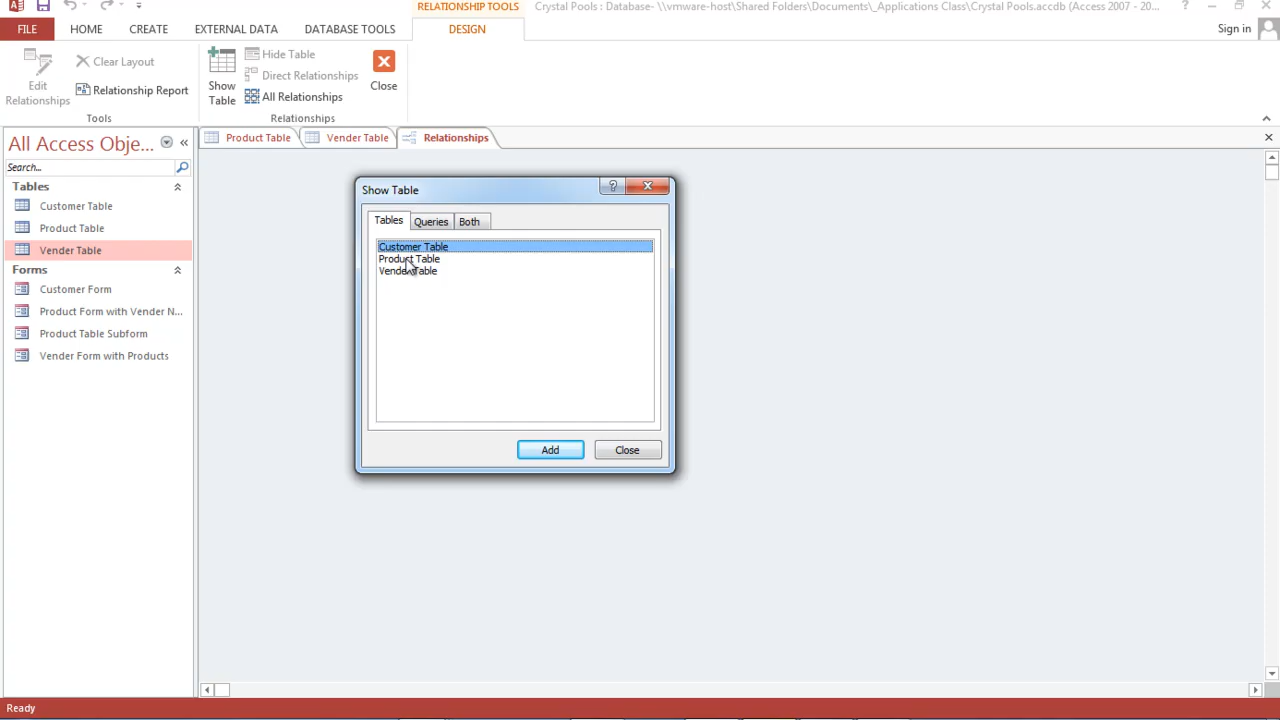 RELATIONSHIP TOOLS
Crystal Pools : Database- \\vmware-host\Shared Folders\Documents\_Applications Class\Crystal Pools.accdb (Access 2007 - 20...
FILE
HOME
CREATE
EXTERNAL DATA
DATABASE TOOLS
DESIGN
Sign in
Edit
Relationships
Clear Layout
Relationship Report
Tools
Show
Table
Hide Table
Direct Relationships
All Relationships
Close
Relationships
All Access Obje...
Search...
Tables
Customer Table
Product Table
Vender Table
Forms
Customer Form
Product Form with Vender N...
Product Table Subform
Vender Form with Products
Product Table
Vender Table
Relationships
Show Table
Tables
Queries
Both
Customer Table
Product Table
Vender Table
Add
Close
Ready